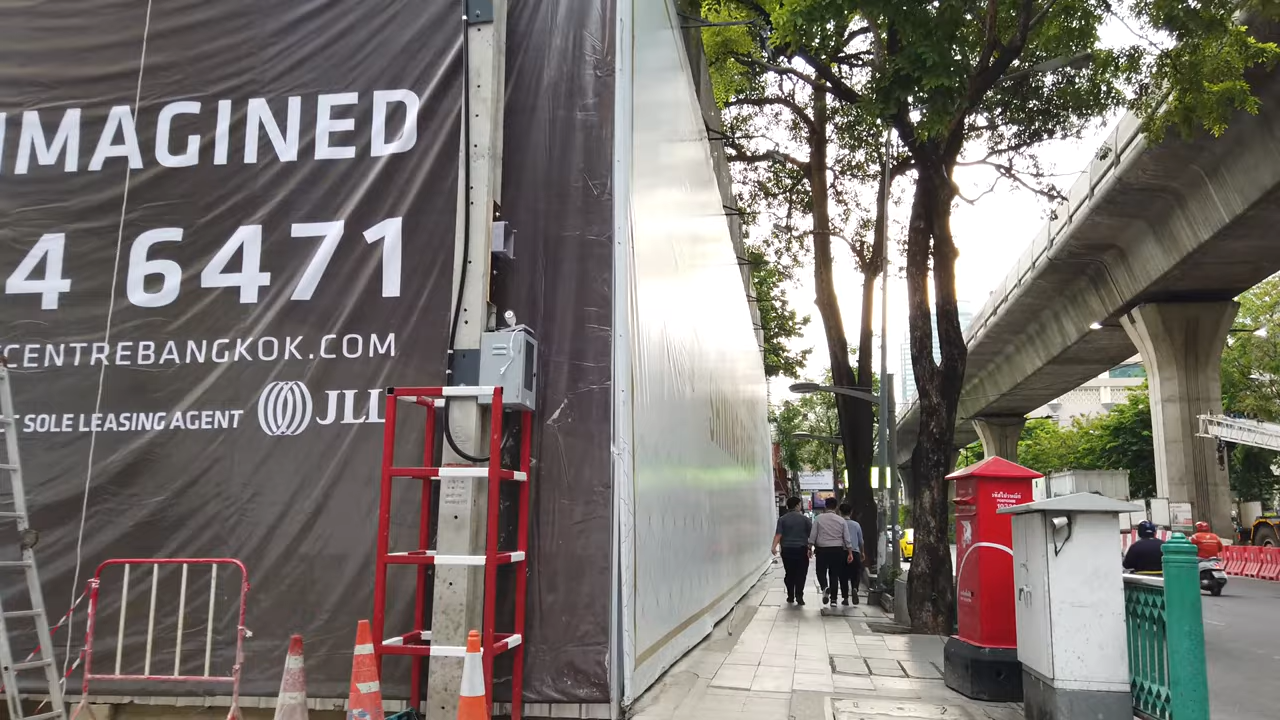 IMAGINED
4 6471
CENTREBANGKOK.COM
SOLE LEASING AGENT
JLL